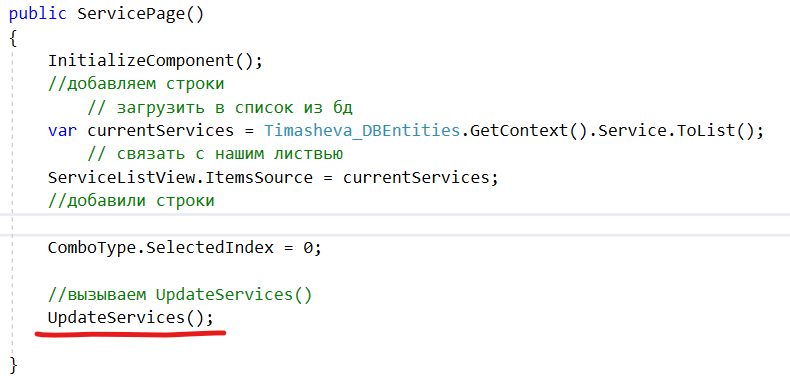 public ServicePage()
{
InitializeComponent();
//добавляем строки
// загрузить в список из бд
var currentServices = Timasheva_DBEntities.GetContext().Service.ToList();
// связать с нашим листвью
ServiceListView.ItemsSource = currentServices;
//добавили строки
ComboType.SelectedIndex = 0;
//вызываем UpdateServices()
UpdateServices();
}